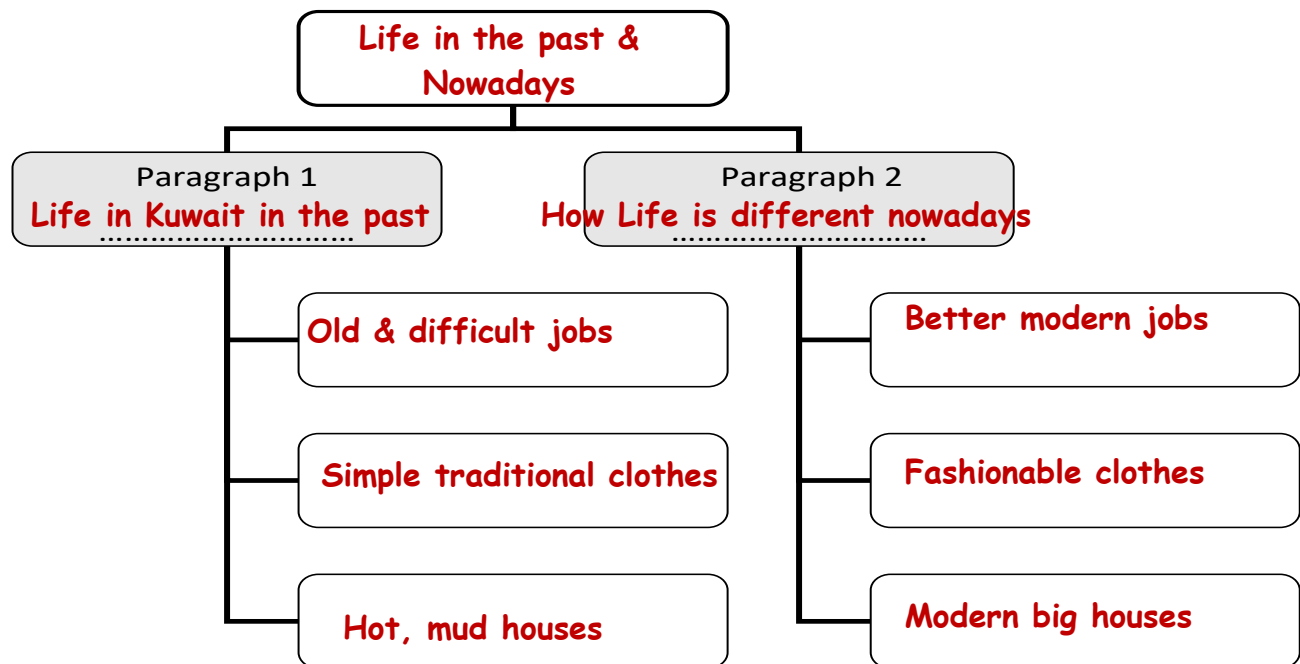 Life in the past &
Nowadays
Paragraph 1
Life in Kuwait in the past
...............................
Old & difficult jobs
Simple traditional clothes
Hot, mud houses
Paragraph 2
How Life is different nowadays
...............................
Better modern jobs
Fashionable clothes
Modern big houses